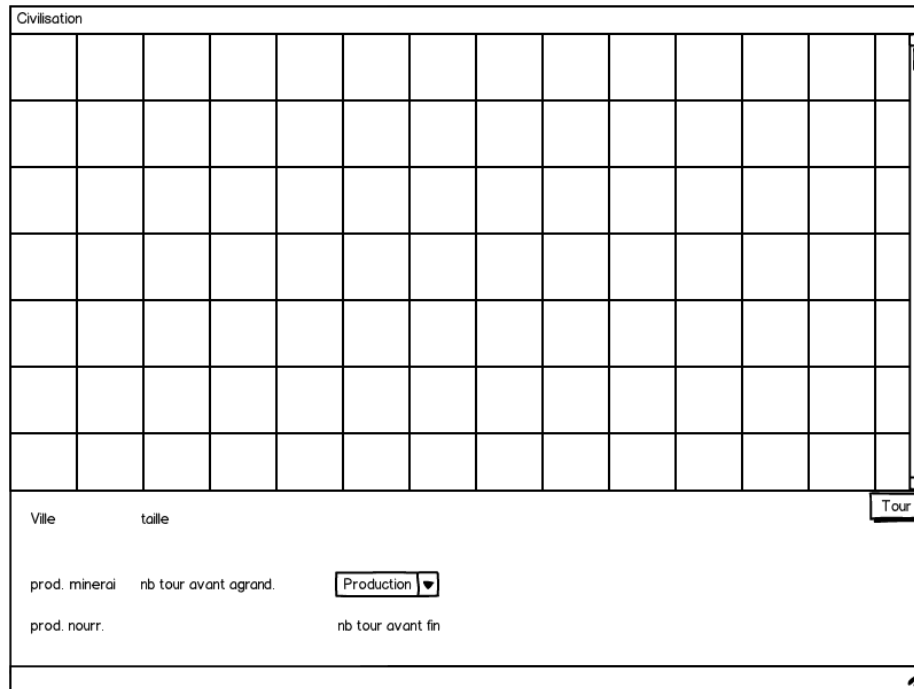 Civilisation
Tour
Ville taille
prod. minerai nb tour avant agrand. Production
prod. nourr. nb tour avant fin